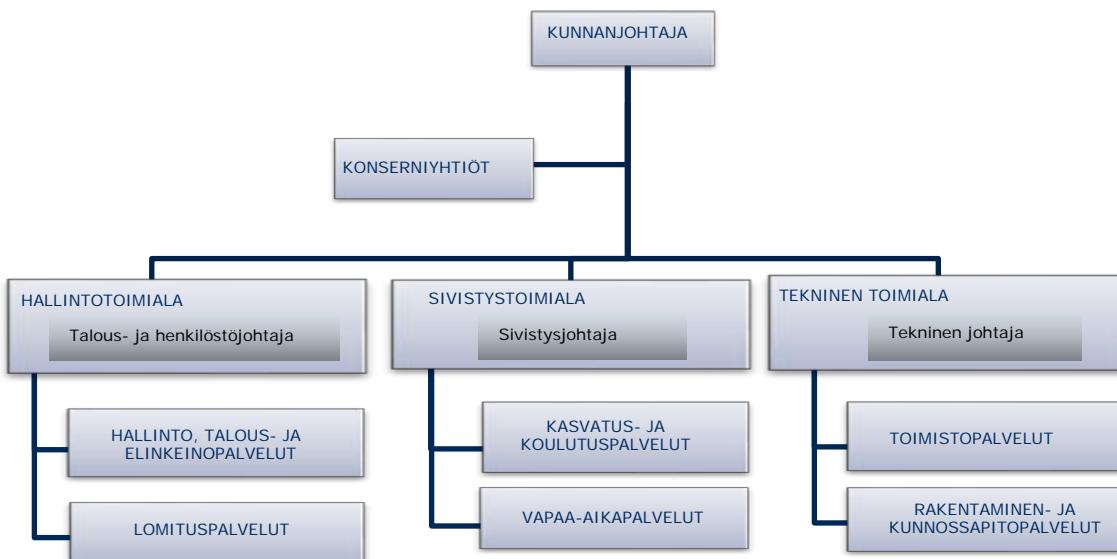 KUNNANJOHTAJA
KONSERNIYHTIÖT
HALLINTOTOIMIALA
Talous- ja henkilöstöjohtaja
HALLINTO, TALOUS- JA
ELINKEINOPALVELUT
LOMITUSPALVELUT
SIVISTYSTOIMIALA
Sivistysjohtaja
KASVATUS- JA
KOULUTUSPALVELUT
VAPAA-AIKAPALVELUT
TEKNINEN TOIMIALA
Tekninen johtaja
TOIMISTOPALVELUT
RAKENTAMINEN- JA
KUNNOSSAPITOPALVELUT